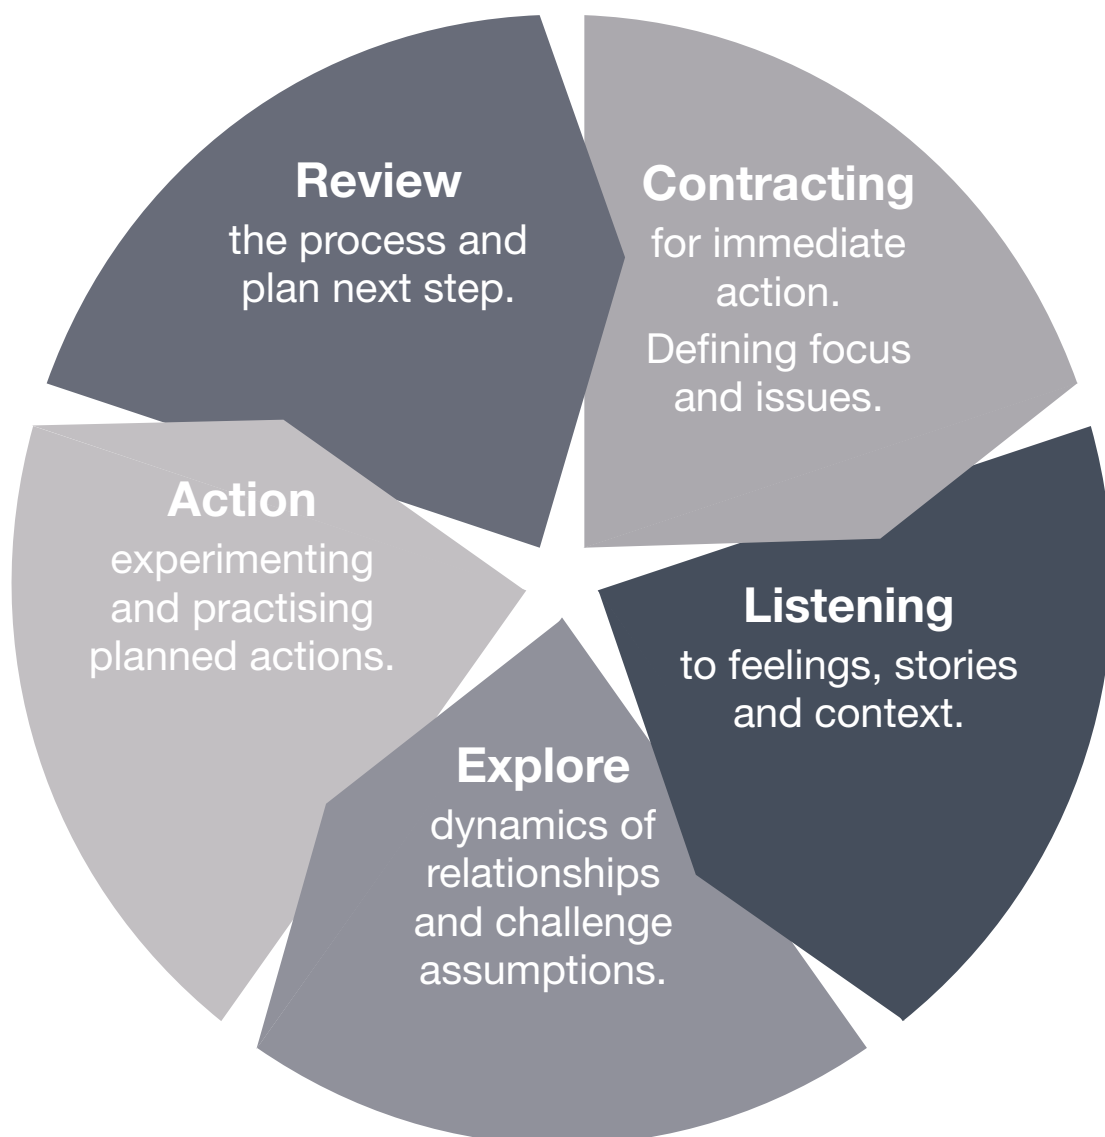 Review
the process and
plan next step.
Contracting
for immediate
action.
Defining focus
and issues.
Listening
to feelings, stories
and context.
Explore
dynamics of
relationships
and challenge
assumptions.
Action
experimenting
and practising
planned actions.